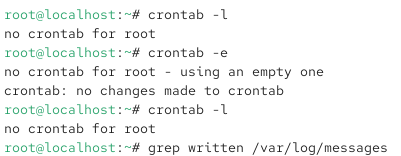 root@localhost:~# crontab -l
no crontab for root
root@localhost:~# crontab -e
no crontab for root - using an empty one
crontab: no changes made to crontab
root@localhost:~# crontab -l
no crontab for root
root@localhost:~# grep written /var/log/messages